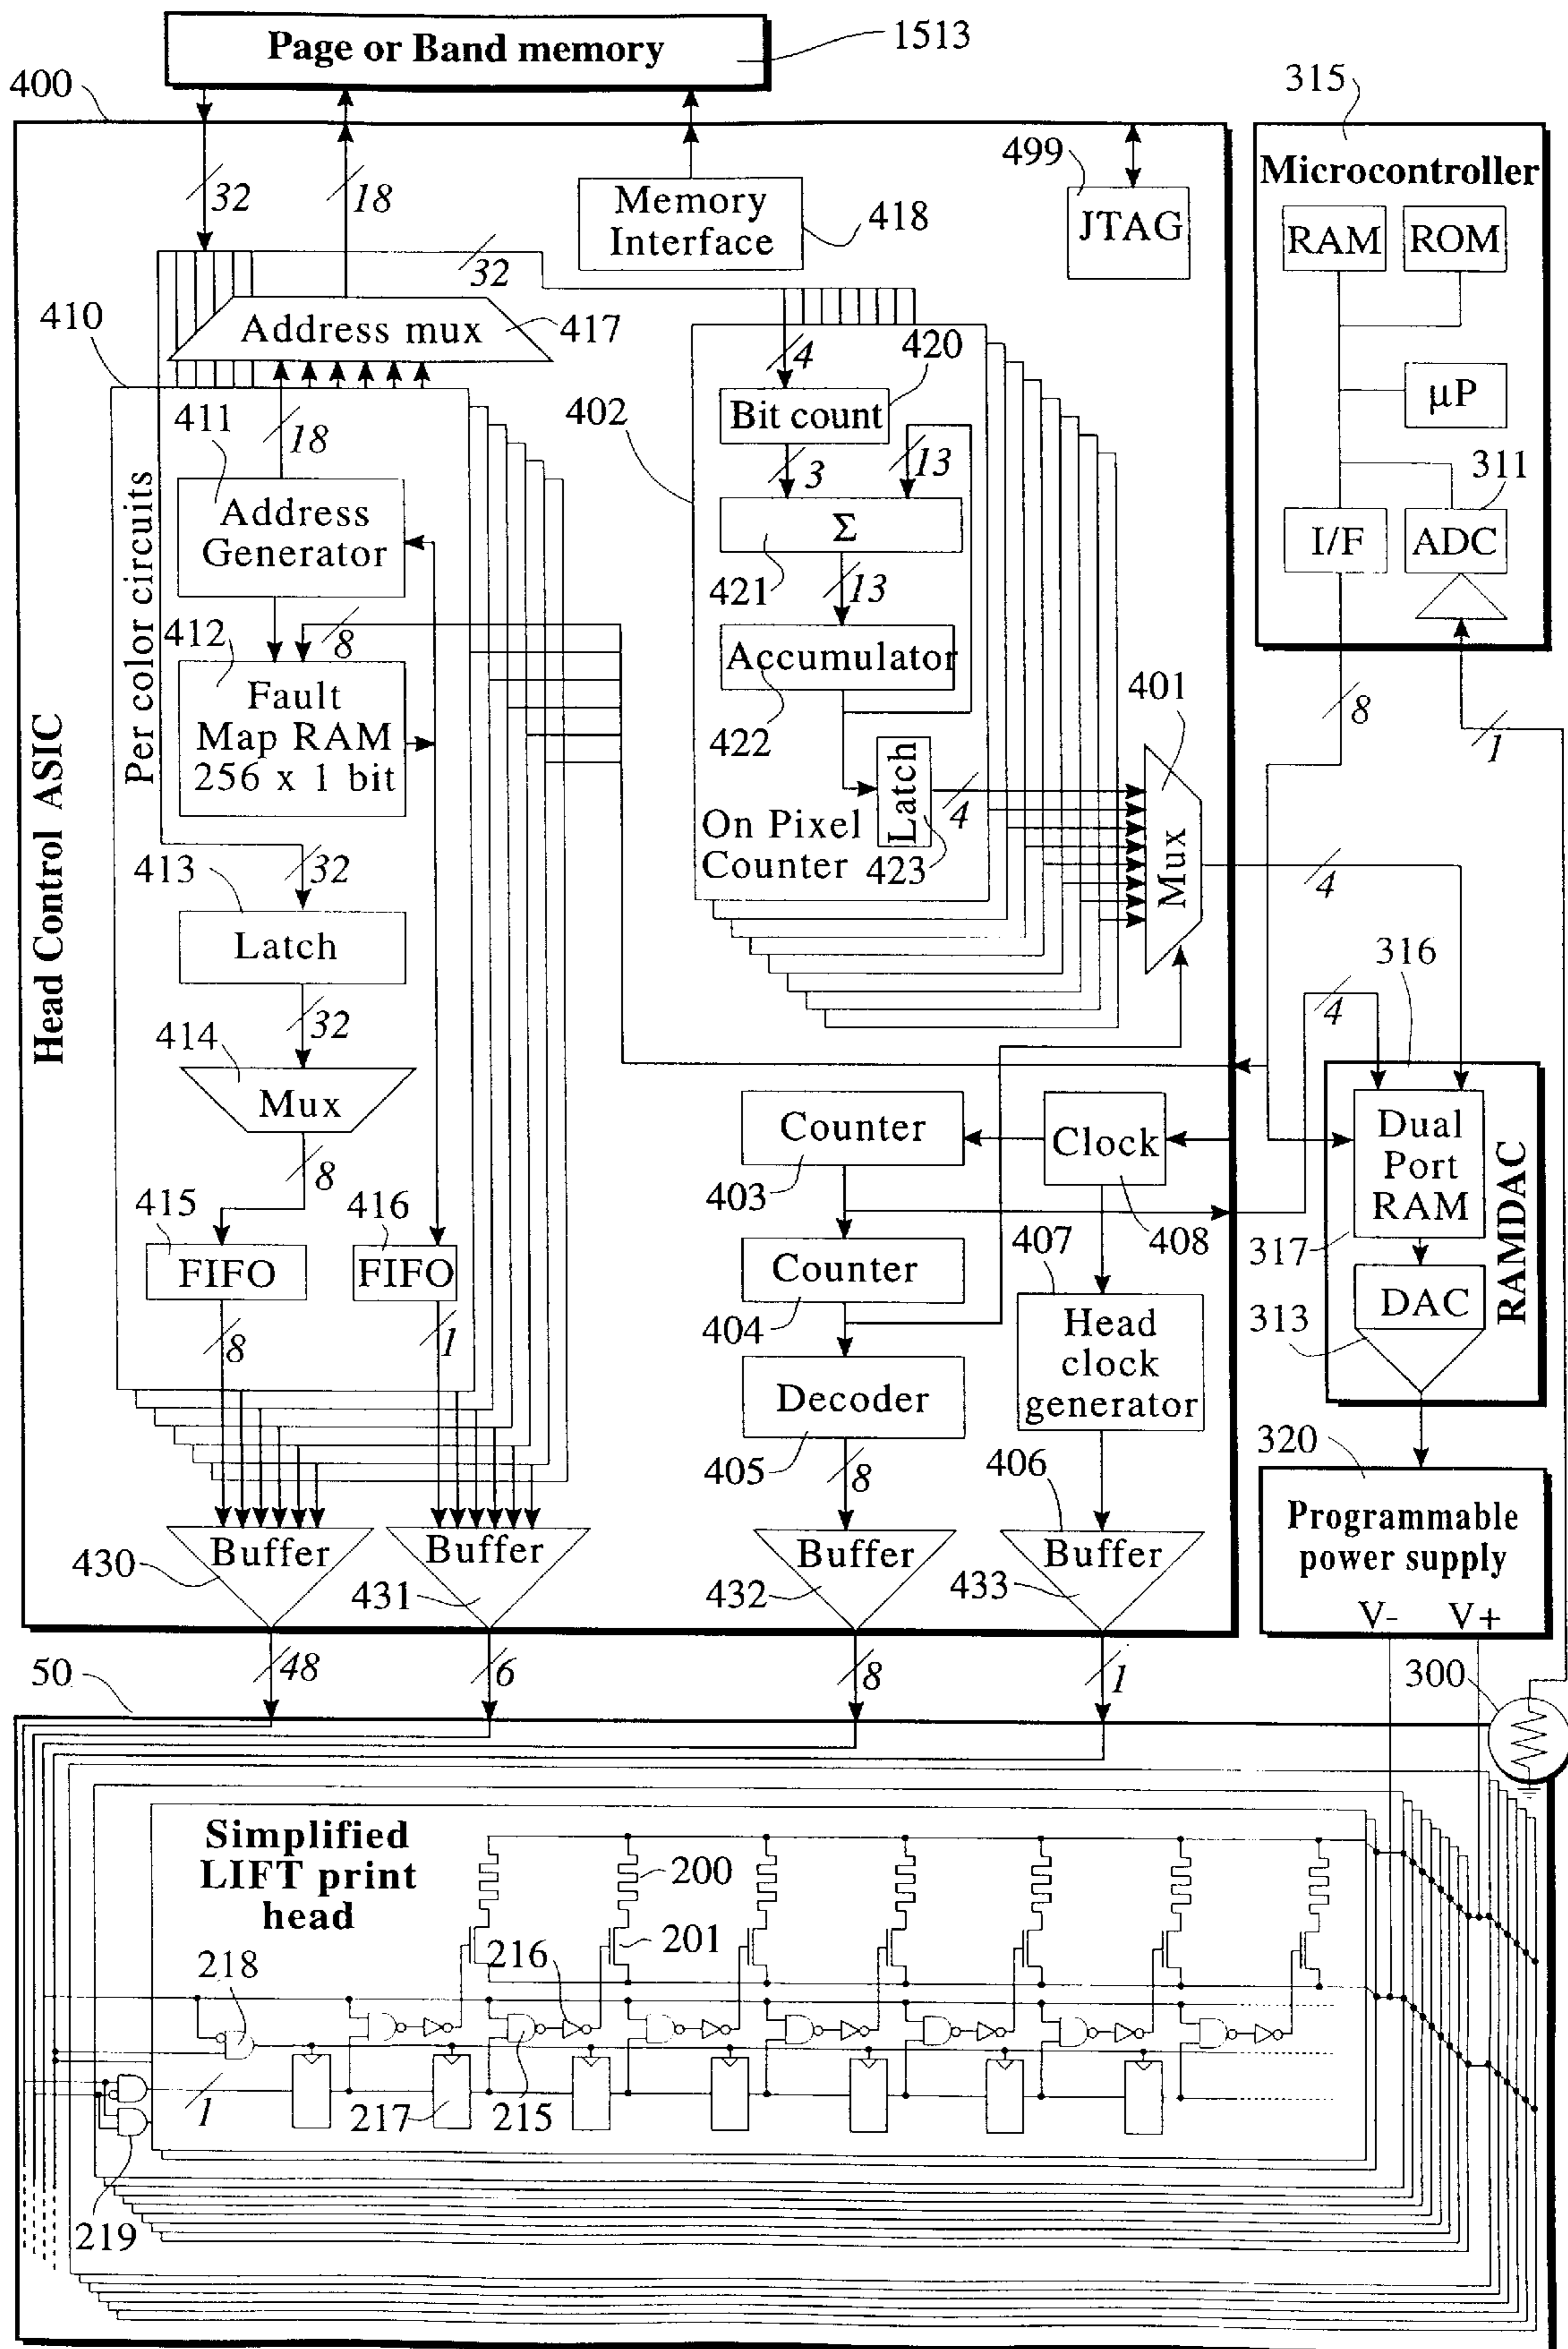 Page or Band memory
1513
400
315
32
18
Memory
Interface
418
499
JTAG
Microcontroller
RAM
ROM
µP
311
I/F
ADC
32
410
Address mux
417
4
420
402
Bit count
3
13
Σ
421
13
Accumulator
422
Latch
4
On Pixel
Counter
423
401
Mux
4
8
1
Per color circuits
411
18
Address
Generator
412
8
Fault
Map RAM
256 x 1 bit
Head Control ASIC
413
32
Latch
32
414
Mux
8
415
416
FIFO
FIFO
8
1
Counter
403
Clock
408
Counter
404
407
Head
clock
generator
Decoder
405
8
406
316
4
Dual
Port
RAM
317
DAC
313
RAMDAC
320
Programmable
power supply
V-
V+
Buffer
430
Buffer
431
Buffer
432
Buffer
433
48
6
8
1
50
300
Simplified
LIFT print
head
200
201
216
218
1
217
215
219